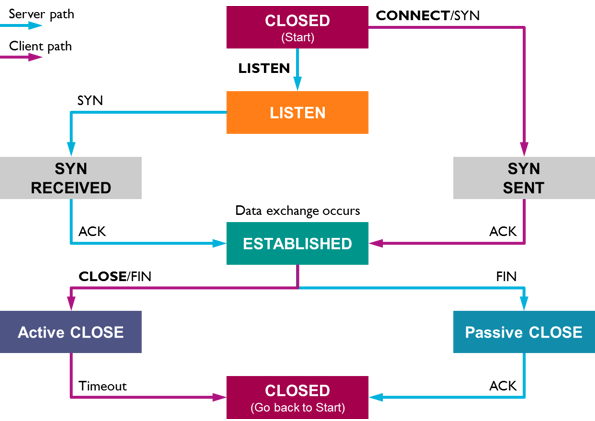 Server path
Client path
CLOSED
(Start)
CONNECT/SYN
LISTEN
SYN
LISTEN
SYN
RECEIVED
SYN
SENT
Data exchange occurs
ACK
ESTABLISHED
ACK
CLOSE/FIN
FIN
Active CLOSE
Passive CLOSE
Timeout
CLOSED
(Go back to Start)
ACK